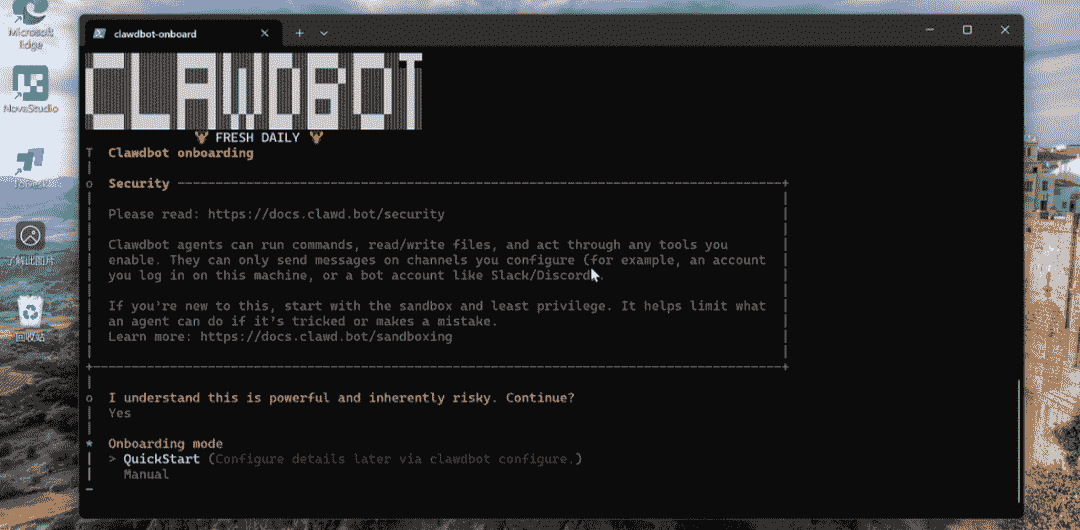 Microsoft
Edge
NovaStudio
ToDesk
了解此图片
回收站
clawdbot-onboard
CLAWDBOT
FRESH DAILY
Clawdbot onboarding
Security
Please read: https://docs.clawd.bot/security
Clawdbot agents can run commands, read/write files, and act through any tools you
enable. They can only send messages on channels you configure (for example, an account
you log in on this machine, or a bot account like Slack/Discord).
If you're new to this, start with the sandbox and least privilege. It helps limit what
an agent can do if it's tricked or makes a mistake.
Learn more: https://docs.clawd.bot/sandboxing
I understand this is powerful and inherently risky. Continue?
Yes
Onboarding mode
> QuickStart (Configure details later via clawdbot configure.)
Manual